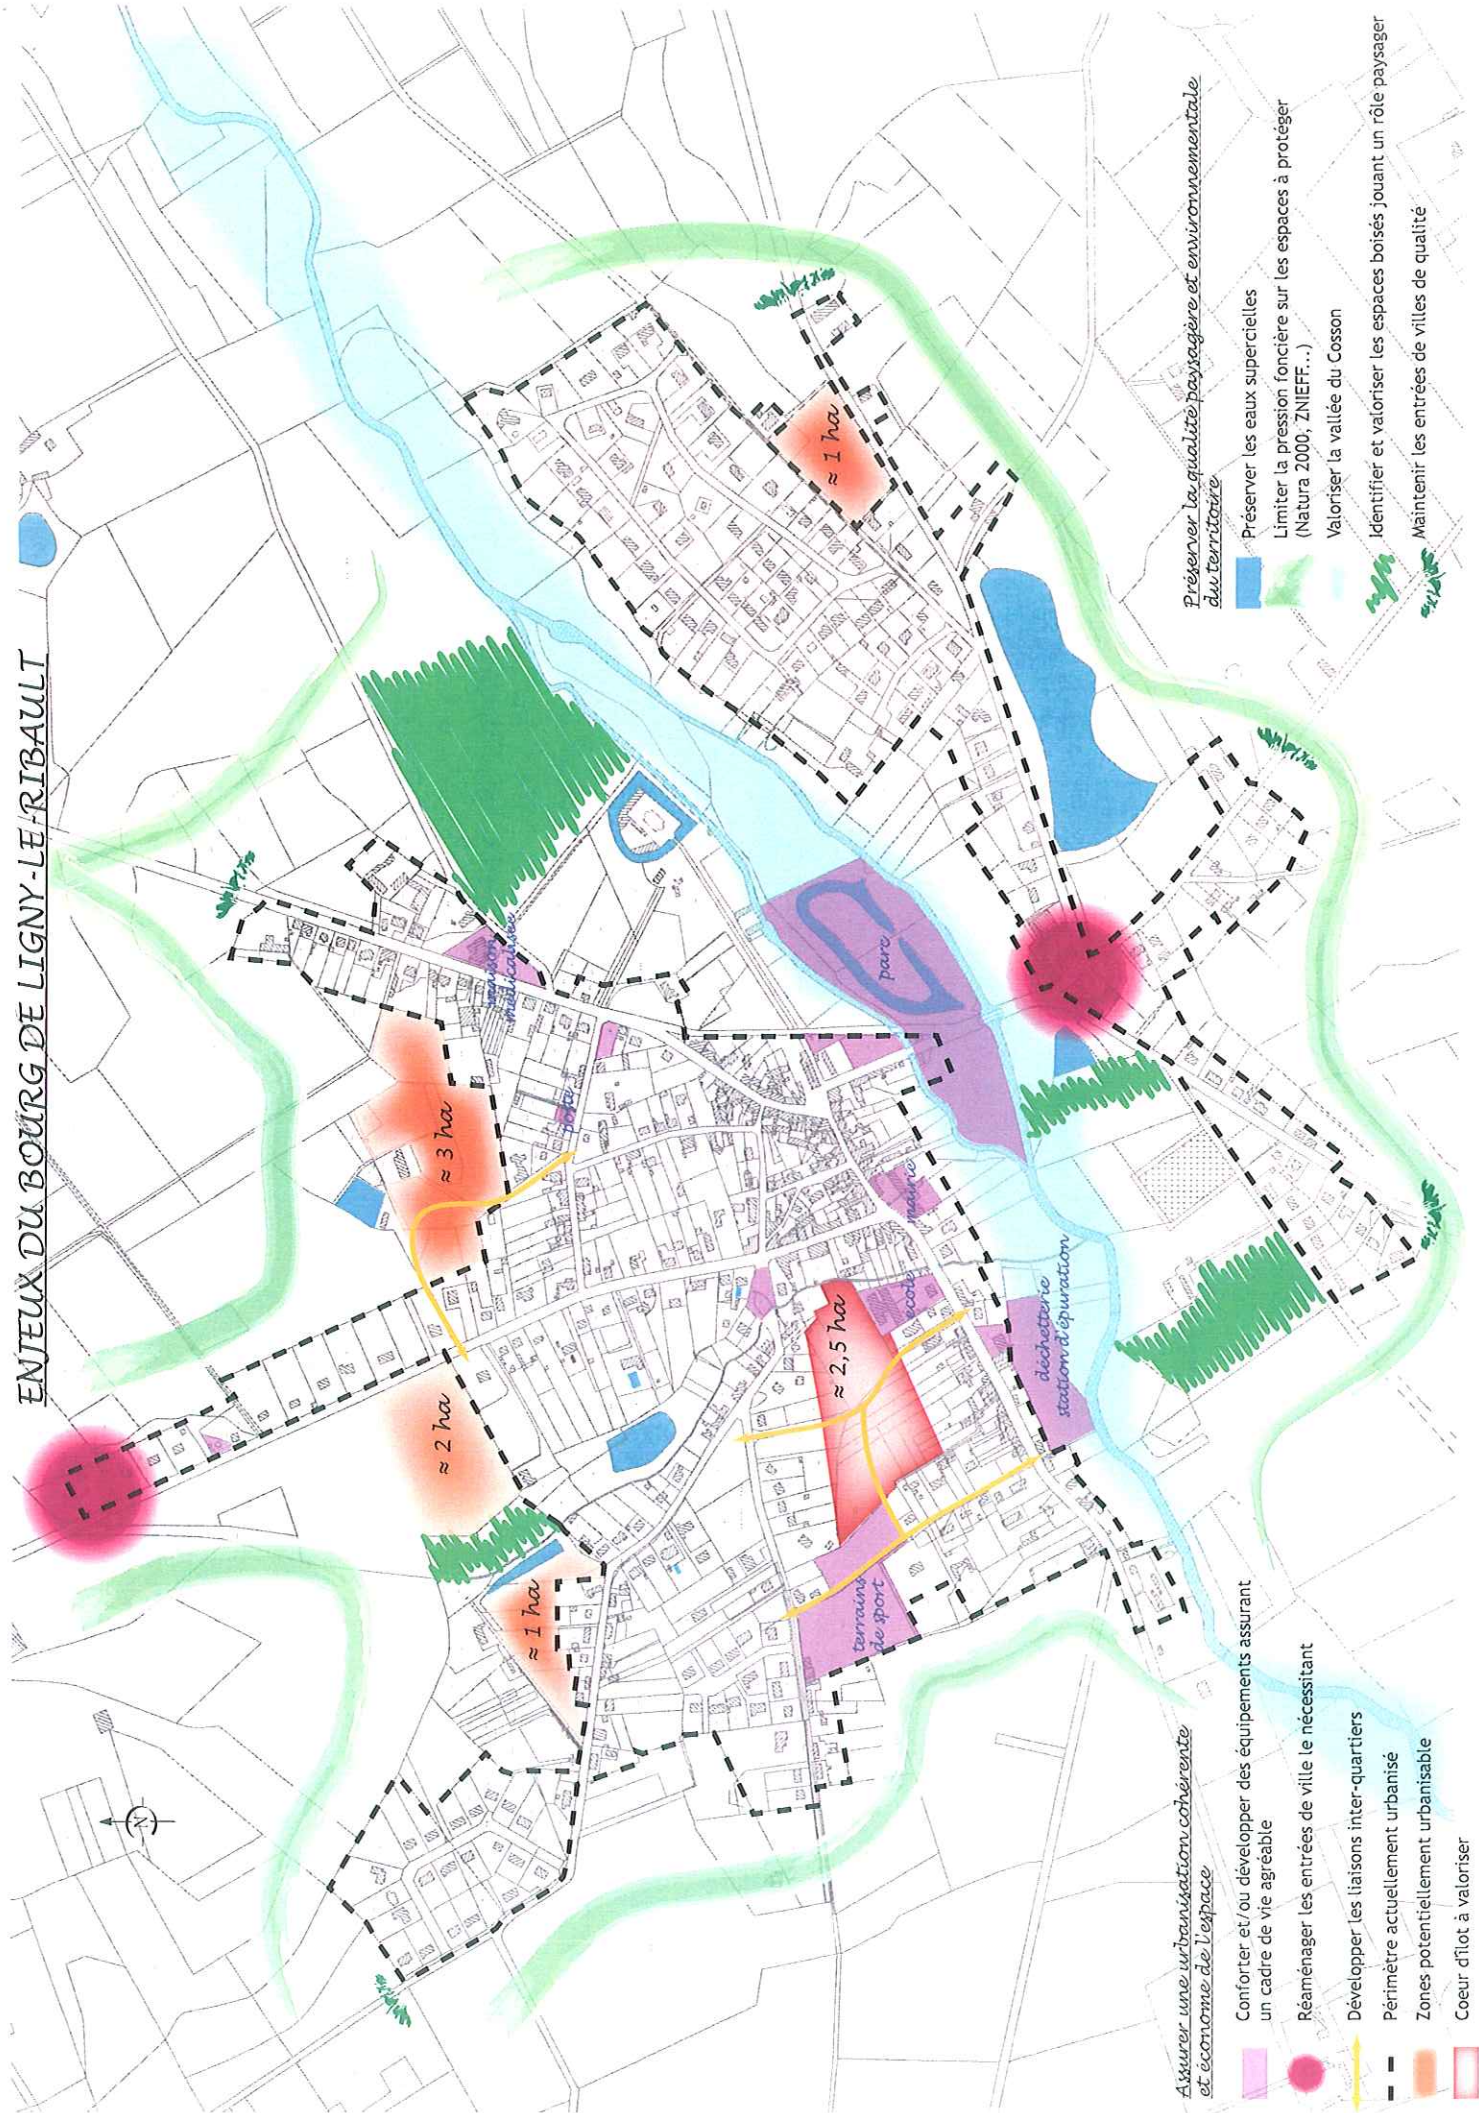 ENJEUX DU BOURG DE LIGNY-LE-RIBAULT
N
≈ 1 ha
≈ 2 ha
≈ 3 ha
≈ 2,5 ha
≈ 1 ha
maison
médicalisée
poste
parc
mairie
école
terrains
de sport
déchetterie
station d'épuration
Assurer une urbanisation cohérente
et économe de l'espace
Conforter et/ou développer des équipements assurant
un cadre de vie agréable
Réaménager les entrées de ville le nécessitant
Développer les liaisons inter-quartiers
Périmètre actuellement urbanisé
Zones potentiellement urbanisable
Coeur d'îlot à valoriser
Préserver la qualité paysagère et environnementale
du territoire
Préserver les eaux supercielles
Limiter la pression foncière sur les espaces à protéger
(Natura 2000, ZNIEFF...)
Valoriser la vallée du Cosson
Identifier et valoriser les espaces boisés jouant un rôle paysager
Maintenir les entrées de villes de qualité